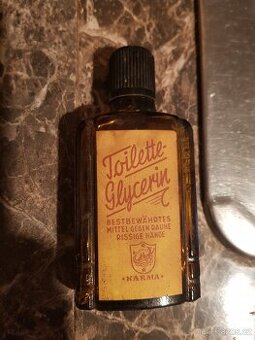 Toilette-
Glycerin
BESTBEWÄHRTES
MITTEL GEGEN RAUHE
RISSIGE HÄNDE
KARMA